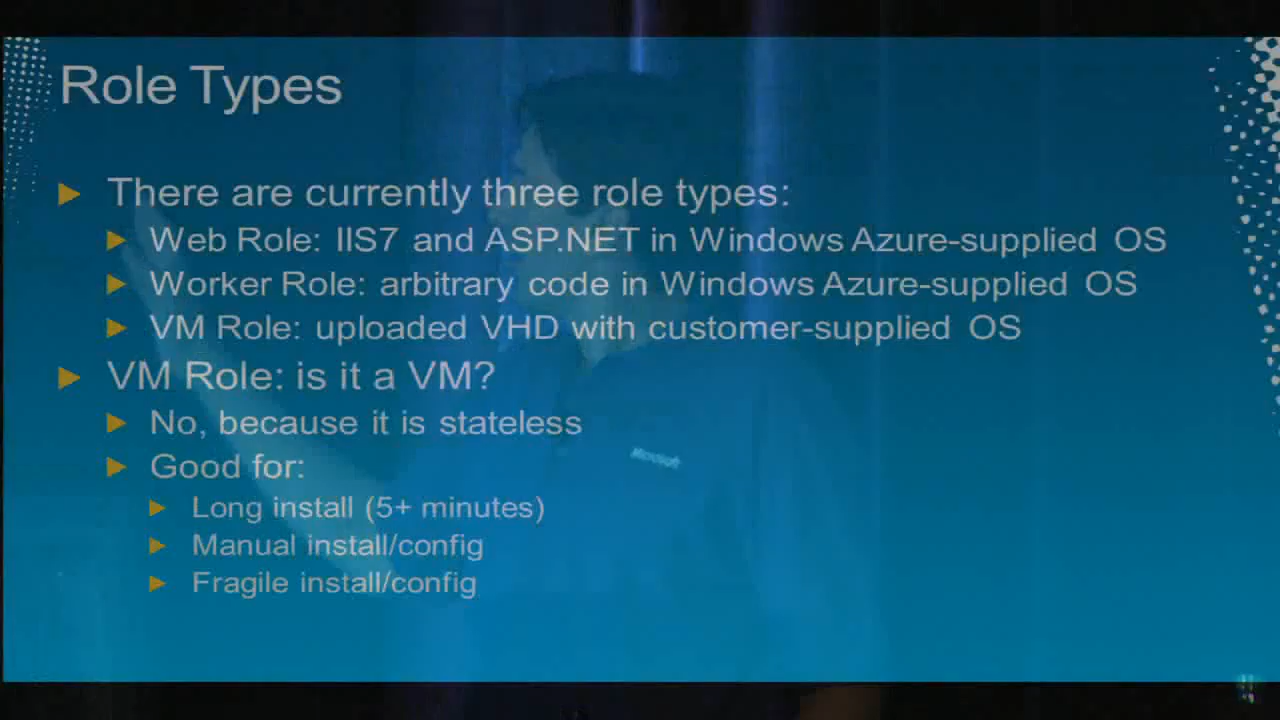 Role Types
There are currently three role types:
Web Role: IIS7 and ASP.NET in Windows Azure-supplied OS
Worker Role: arbitrary code in Windows Azure-supplied OS
VM Role: uploaded VHD with customer-supplied OS
VM Role: is it a VM?
No, because it is stateless
Good for:
Long install (5+ minutes)
Manual install/config
Fragile install/config
Microsoft